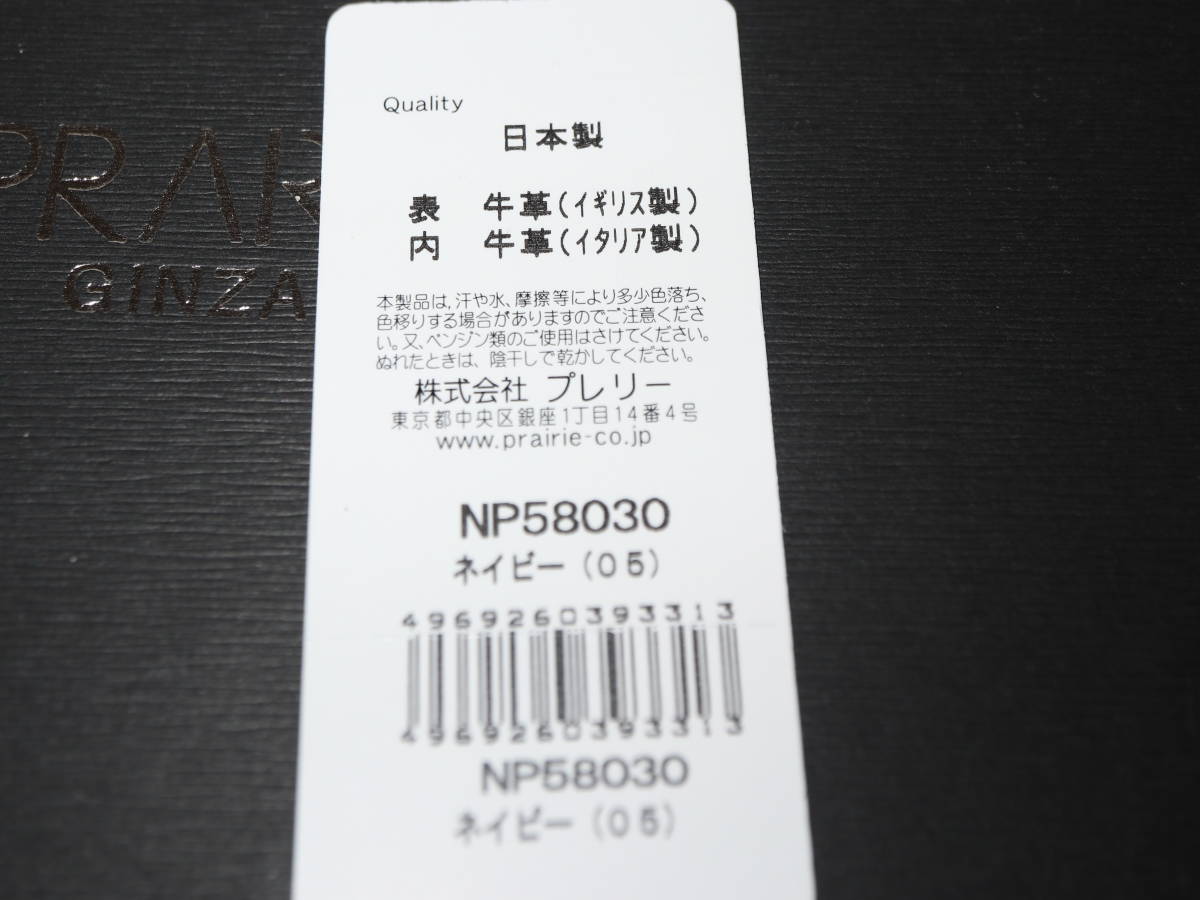 PRAIR
GINZA
Quality
日本製
表 牛革(イギリス製)
内 牛革(イタリア製)
本製品は,汗や水、摩擦等により多少色落ち、
色移りする場合がありますのでご注意くださ
い。又、ベンジン類のご使用はさけてください。
ぬれたときは、陰干しで乾かしてください。
株式会社 プレリー
東京都中央区銀座1丁目14番4号
www.prairie-co.jp
NP58030
ネイビー(05)
4969260393313
4969260393313
NP58030
ネイビー(05)